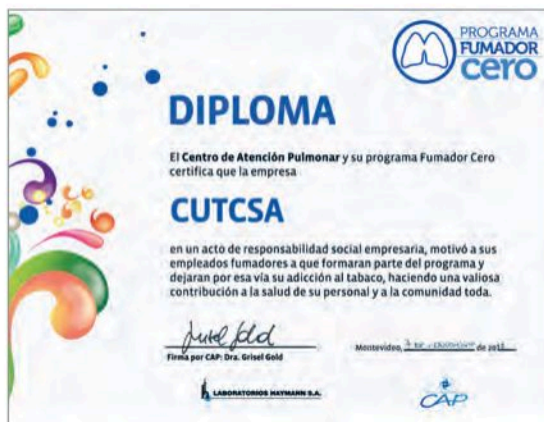 PROGRAMA
FUMADOR
cero
DIPLOMA
El Centro de Atención Pulmonar y su programa Fumador Cero
certifica que la empresa
CUTCSA
en un acto de responsabilidad social empresaria, motivó a sus
empleados fumadores a que formaran parte del programa y
dejaran por esa vía su adicción al tabaco, haciendo una valiosa
contribución a la salud de su personal y a la comunidad toda.
Firma por CAP: Dra. Grisel Gold
Montevideo, de 2012
LABORATORIOS HAYMANN S.A.
CAP